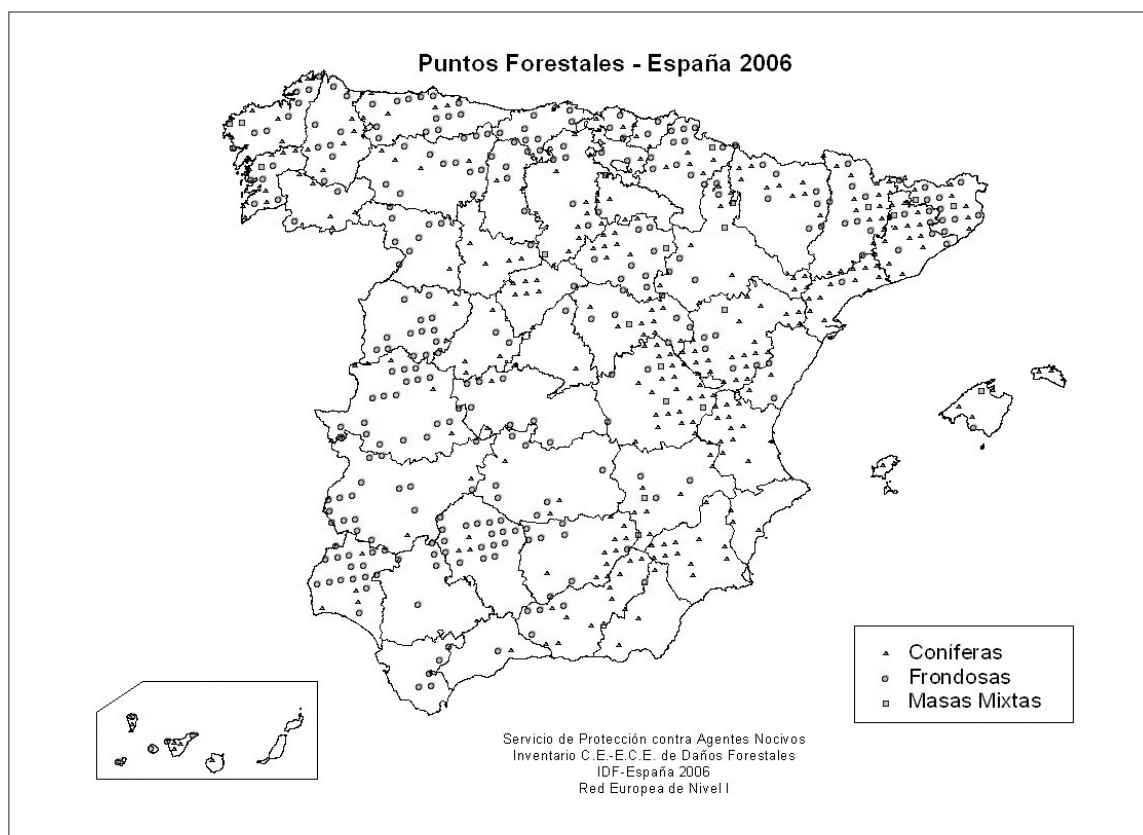 Puntos Forestales - España 2006
Coníferas
Frondosas
Masas Mixtas
Servicio de Protección contra Agentes Nocivos
Inventario C.E.-E.C.E. de Daños Forestales
IDF-España 2006
Red Europea de Nivel I